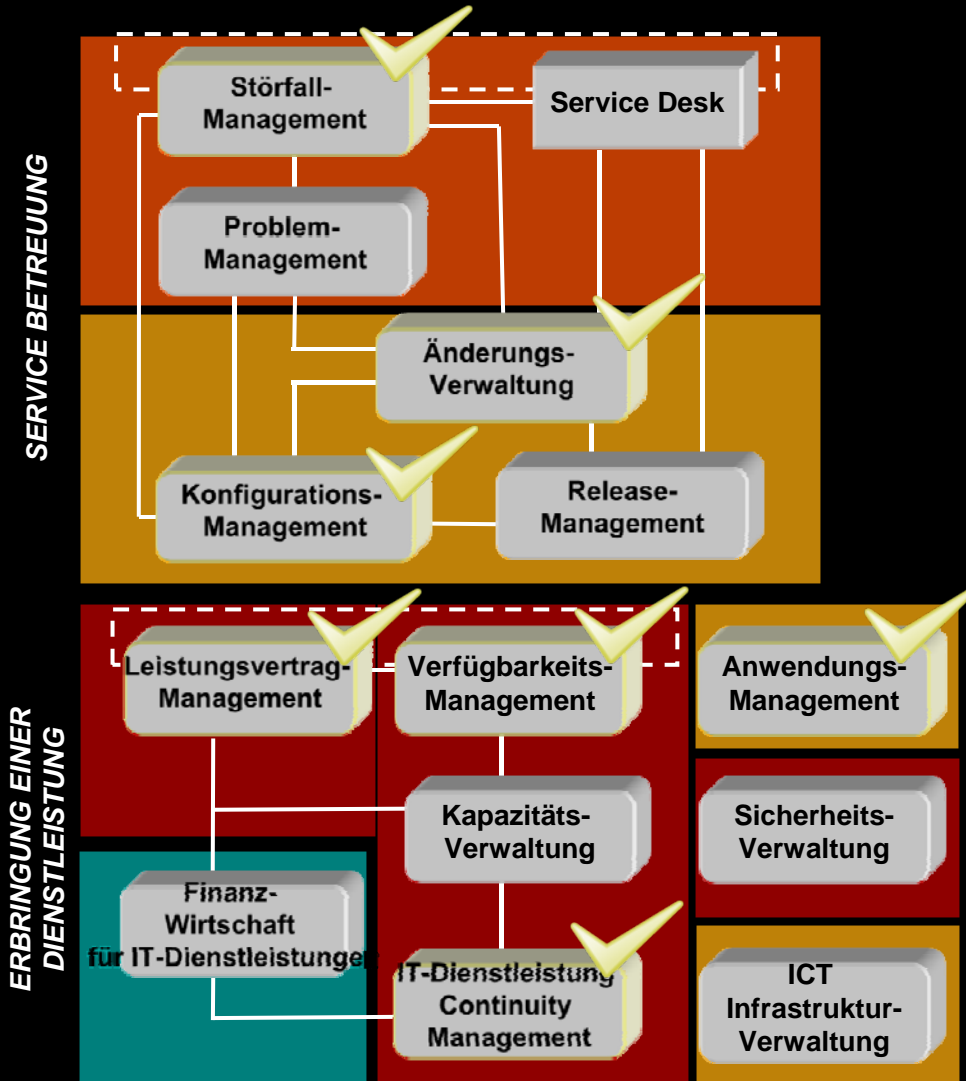 SERVICE BETREUUNG
Störfall-
Management
Service Desk
Problem-
Management
Änderungs-
Verwaltung
Konfigurations-
Management
Release-
Management
ERBRINGUNG EINER
DIENSTLEISTUNG
Leistungsvertrag-
Management
Verfügbarkeits-
Management
Anwendungs-
Management
Kapazitäts-
Verwaltung
Sicherheits-
Verwaltung
Finanz-
Wirtschaft
für IT-Dienstleistungen
IT-Dienstleistung
Continuity
Management
ICT
Infrastruktur-
Verwaltung